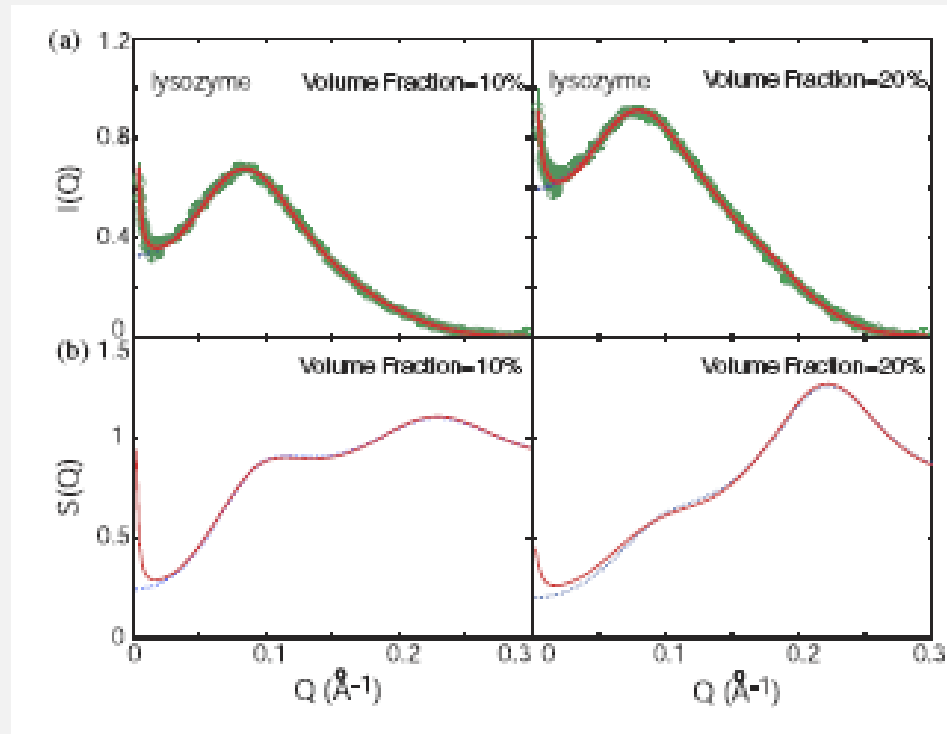 (a)
1.2
lysozyme
Volume Fraction=10%
lysozyme
Volume Fraction=20%
0.8
I(Q)
0.4
0
(b)
1.5
Volume Fraction=10%
Volume Fraction=20%
1
S(Q)
0.5
0
0 0.1 0.2 0.3 0 0.1 0.2 0.3
Q (Å-1) Q (Å-1)